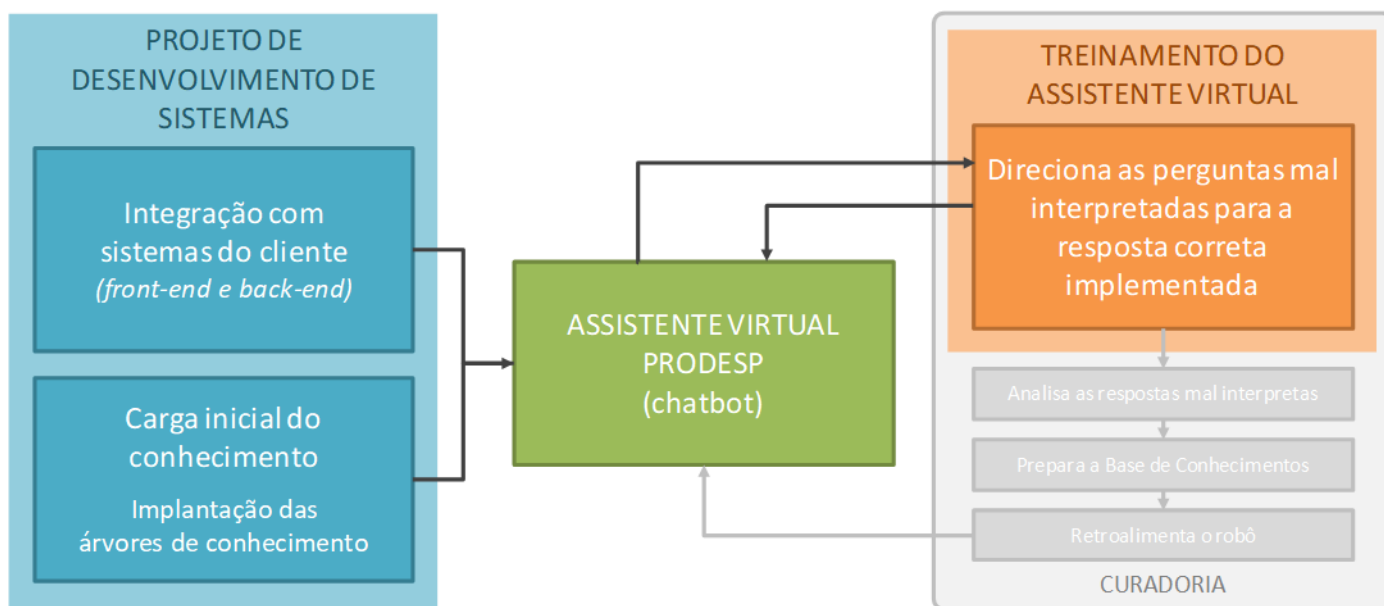 PROJETO DE
DESENVOLVIMENTO DE
SISTEMAS
Integração com
sistemas do cliente
(front-end e back-end)
Carga inicial do
conhecimento
Implantação das
árvores de conhecimento
ASSISTENTE VIRTUAL
PRODESP
(chatbot)
TREINAMENTO DO
ASSISTENTE VIRTUAL
Direciona as perguntas mal
interpretadas para a
resposta correta
implementada
Analisa as respostas mal interpretas
Prepara a Base de Conhecimentos
Retroalimenta o robô
CURADORIA